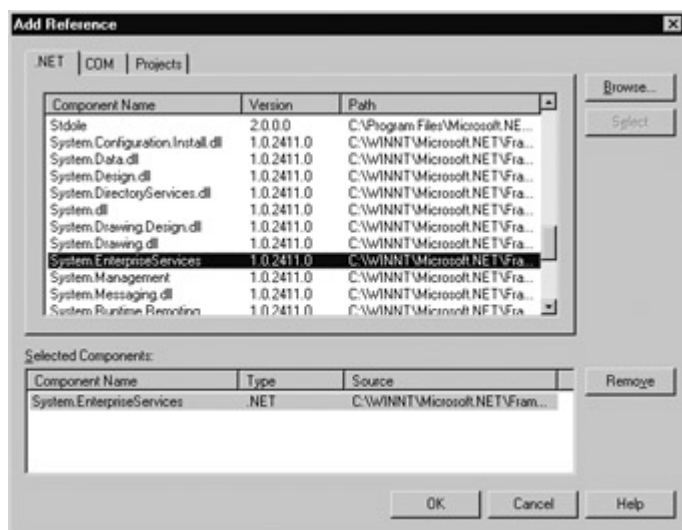 Add Reference
.NET COM Projects
Browse...
Select
Component Name Version Path
Stdole 2.0.0.0 C:\Program Files\Microsoft.NE...
System.Configuration.Install.dll 1.0.2411.0 C:\WINNT\Microsoft.NET\Fra...
System.Data.dll 1.0.2411.0 C:\WINNT\Microsoft.NET\Fra...
System.Design.dll 1.0.2411.0 C:\WINNT\Microsoft.NET\Fra...
System.DirectoryServices.dll 1.0.2411.0 C:\WINNT\Microsoft.NET\Fra...
System.dll 1.0.2411.0 C:\WINNT\Microsoft.NET\Fra...
System.Drawing.Design.dll 1.0.2411.0 C:\WINNT\Microsoft.NET\Fra...
System.Drawing.dll 1.0.2411.0 C:\WINNT\Microsoft.NET\Fra...
System.EnterpriseServices 1.0.2411.0 C:\WINNT\Microsoft.NET\Fra...
System.Management 1.0.2411.0 C:\WINNT\Microsoft.NET\Fra...
System.Messaging.dll 1.0.2411.0 C:\WINNT\Microsoft.NET\Fra...
System.Runtime.Remoting 1.0.2411.0 C:\WINNT\Microsoft.NET\Fra...
Selected Components:
Component Name Type Source
System.EnterpriseServices .NET C:\WINNT\Microsoft.NET\Fram...
Remove
OK Cancel Help